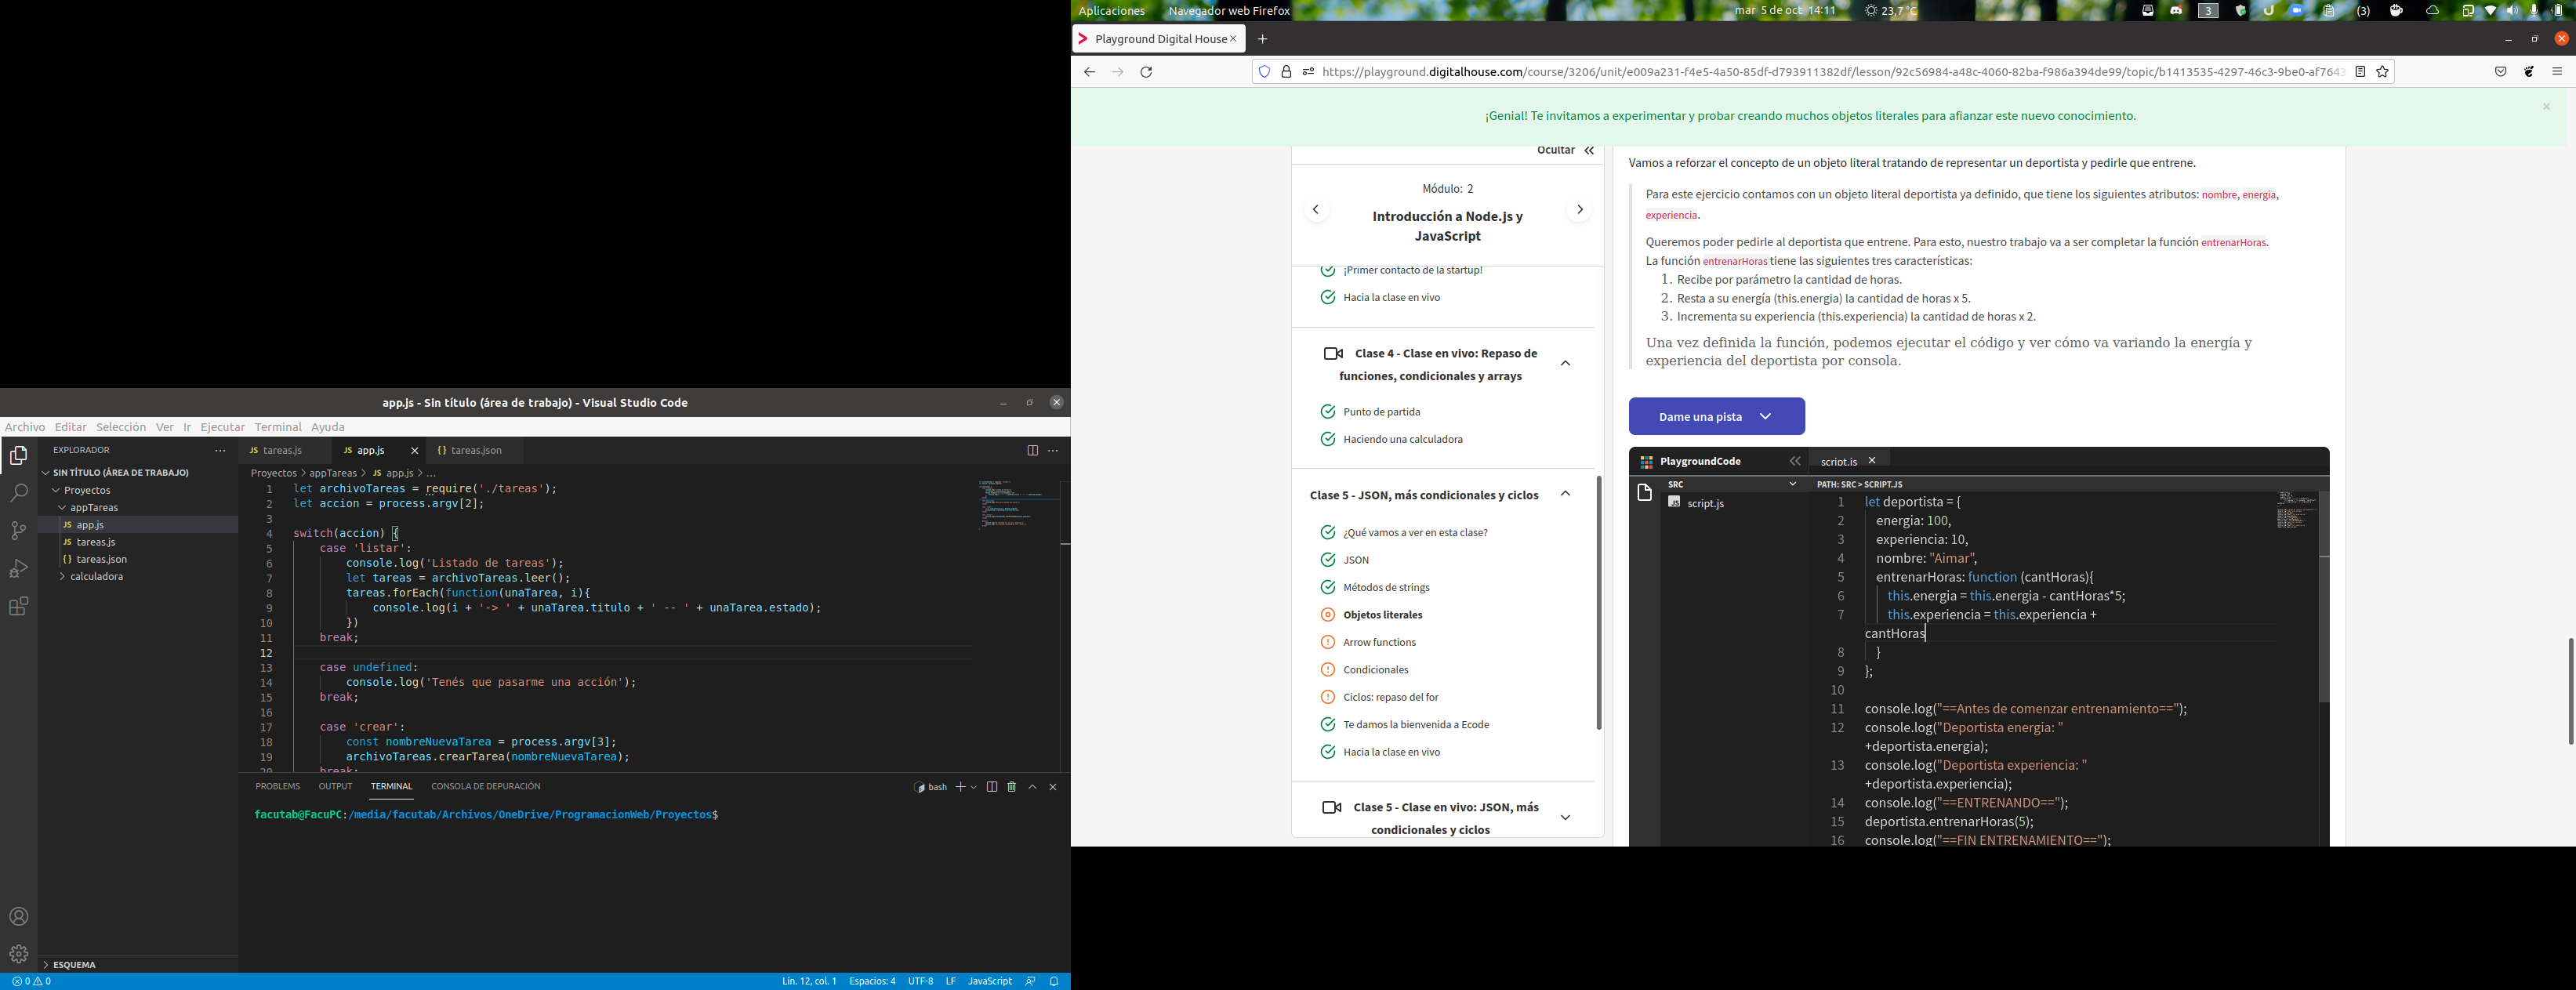 Aplicaciones
Navegador web Firefox
mar 5 de oct 14:11
23,7 °C
3
(3)
Playground Digital House
https://playground.digitalhouse.com/course/3206/unit/e009a231-f4e5-4a50-85df-d793911382df/lesson/92c56984-a48c-4060-82ba-f986a394de99/topic/b1413535-4297-46c3-9be0-af7643
¡Genial! Te invitamos a experimentar y probar creando muchos objetos literales para afianzar este nuevo conocimiento.
Ocultar
Módulo: 2
Introducción a Node.js y
JavaScript
¡Primer contacto de la startup!
Hacia la clase en vivo
Clase 4 - Clase en vivo: Repaso de
funciones, condicionales y arrays
Punto de partida
Haciendo una calculadora
Clase 5 - JSON, más condicionales y ciclos
¿Qué vamos a ver en esta clase?
JSON
Métodos de strings
Objetos literales
Arrow functions
Condicionales
Ciclos: repaso del for
Te damos la bienvenida a Ecode
Hacia la clase en vivo
Clase 5 - Clase en vivo: JSON, más
condicionales y ciclos
Vamos a reforzar el concepto de un objeto literal tratando de representar un deportista y pedirle que entrene.
Para este ejercicio contamos con un objeto literal deportista ya definido, que tiene los siguientes atributos: nombre, energia,
experiencia.
Queremos poder pedirle al deportista que entrene. Para esto, nuestro trabajo va a ser completar la función entrenarHoras.
La función entrenarHoras tiene las siguientes tres características:
1. Recibe por parámetro la cantidad de horas.
2. Resta a su energía (this.energia) la cantidad de horas x 5.
3. Incrementa su experiencia (this.experiencia) la cantidad de horas x 2.
Una vez definida la función, podemos ejecutar el código y ver cómo va variando la energía y
experiencia del deportista por consola.
Dame una pista
PlaygroundCode
script.js
SRC
PATH: SRC > SCRIPT.JS
script.js
1 let deportista = {
2 energia: 100,
3 experiencia: 10,
4 nombre: "Aimar",
5 entrenarHoras: function (cantHoras){
6 this.energia = this.energia - cantHoras*5;
7 this.experiencia = this.experiencia +
cantHoras
8 }
9 };
10
11 console.log("==Antes de comenzar entrenamiento==");
12 console.log("Deportista energia: "
+deportista.energia);
13 console.log("Deportista experiencia: "
+deportista.experiencia);
14 console.log("==ENTRENANDO==");
15 deportista.entrenarHoras(5);
16 console.log("==FIN ENTRENAMIENTO==");
app.js - Sin título (área de trabajo) - Visual Studio Code
Archivo Editar Selección Ver Ir Ejecutar Terminal Ayuda
EXPLORADOR
SIN TÍTULO (ÁREA DE TRABAJO)
Proyectos
appTareas
JS app.js
JS tareas.js
{} tareas.json
calculadora
ESQUEMA
JS tareas.js
JS app.js
{} tareas.json
Proyectos > appTareas > JS app.js > ...
1 let archivoTareas = require('./tareas');
2 let accion = process.argv[2];
3
4 switch(accion) {
5 case 'listar':
6 console.log('Listado de tareas');
7 let tareas = archivoTareas.leer();
8 tareas.forEach(function(unaTarea, i){
9 console.log(i + '-> ' + unaTarea.titulo + ' -- ' + unaTarea.estado);
10 })
11 break;
12
13 case undefined:
14 console.log('Tenés que pasarme una acción');
15 break;
16
17 case 'crear':
18 const nombreNuevaTarea = process.argv[3];
19 archivoTareas.crearTarea(nombreNuevaTarea);
20 break;
PROBLEMS OUTPUT TERMINAL CONSOLA DE DEPURACIÓN
bash
facutab@FacuPC:/media/facutab/Archivos/OneDrive/ProgramacionWeb/Proyectos$
0 0
Lín. 12, col. 1 Espacios: 4 UTF-8 LF JavaScript